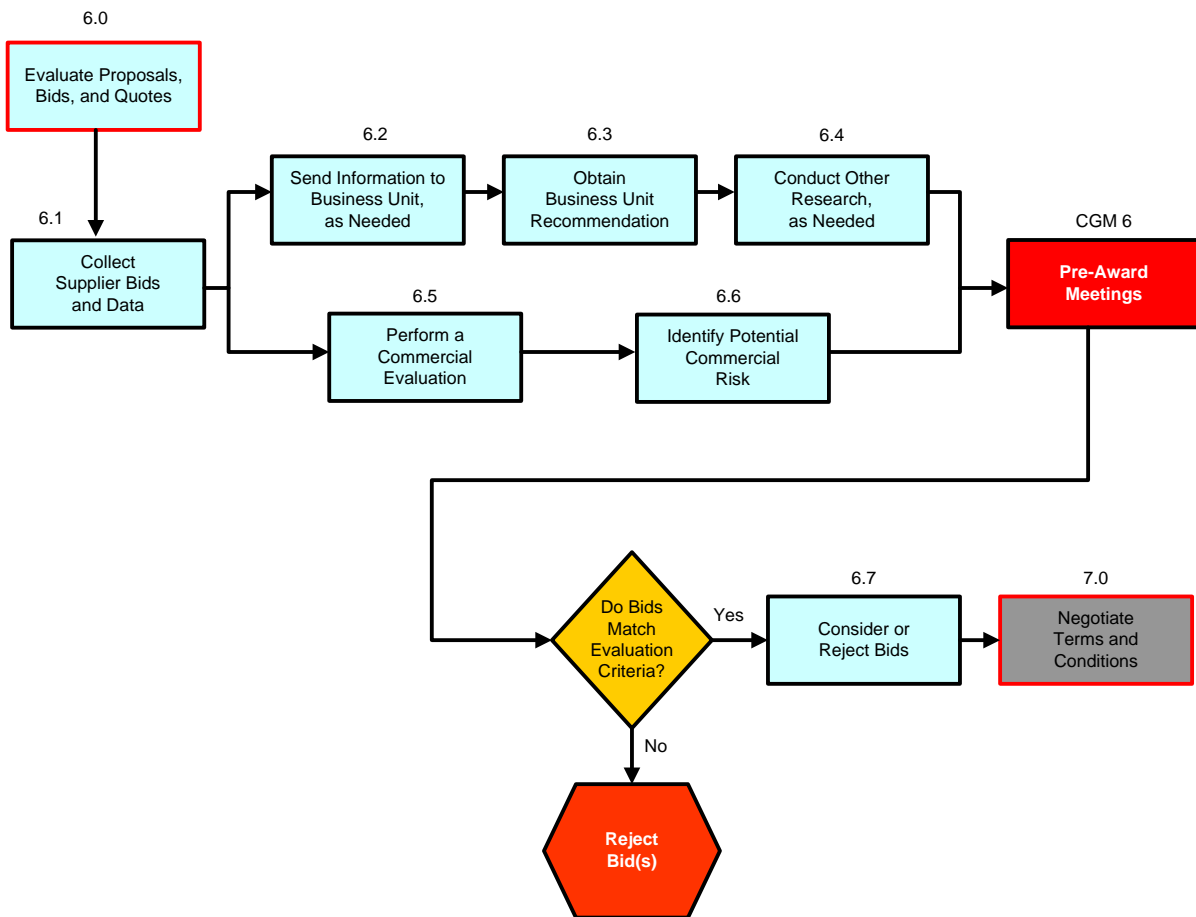 6.0
Evaluate Proposals,
Bids, and Quotes
6.1
Collect
Supplier Bids
and Data
6.2
Send Information to
Business Unit,
as Needed
6.3
Obtain
Business Unit
Recommendation
6.4
Conduct Other
Research,
as Needed
6.5
Perform a
Commercial
Evaluation
6.6
Identify Potential
Commercial
Risk
CGM 6
Pre-Award
Meetings
Do Bids
Match
Evaluation
Criteria?
Yes
6.7
Consider or
Reject Bids
7.0
Negotiate
Terms and
Conditions
No
Reject
Bid(s)